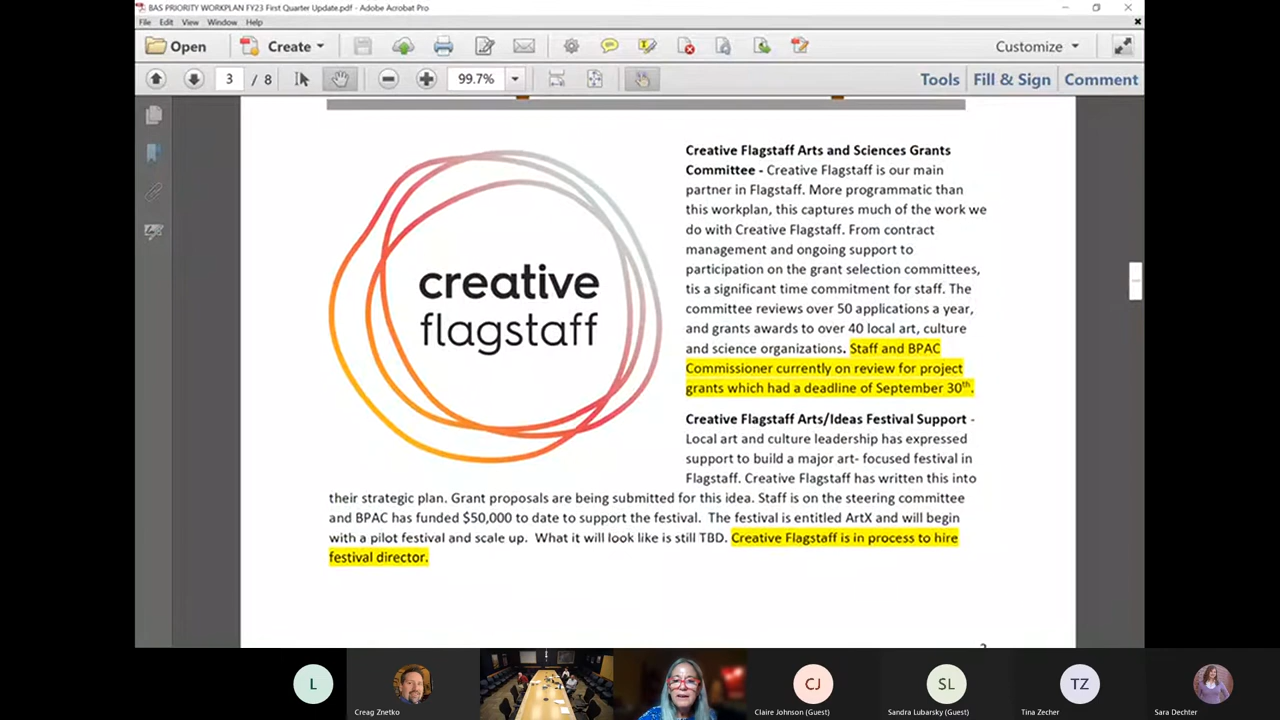 BAS PRIORITY WORKPLAN FY23 First Quarter Update.pdf - Adobe Acrobat Pro
File Edit View Window Help
Open Create Customize
3 / 8 99.7% Tools Fill & Sign Comment
creative
flagstaff
Creative Flagstaff Arts and Sciences Grants
Committee - Creative Flagstaff is our main
partner in Flagstaff. More programmatic than
this workplan, this captures much of the work we
do with Creative Flagstaff. From contract
management and ongoing support to
participation on the grant selection committees,
tis a significant time commitment for staff. The
committee reviews over 50 applications a year,
and grants awards to over 40 local art, culture
and science organizations. Staff and BPAC
Commissioner currently on review for project
grants which had a deadline of September 30th.
Creative Flagstaff Arts/Ideas Festival Support -
Local art and culture leadership has expressed
support to build a major art- focused festival in
Flagstaff. Creative Flagstaff has written this into
their strategic plan. Grant proposals are being submitted for this idea. Staff is on the steering committee
and BPAC has funded $50,000 to date to support the festival. The festival is entitled ArtX and will begin
with a pilot festival and scale up. What it will look like is still TBD. Creative Flagstaff is in process to hire
festival director.
L CJ SL TZ
Creag Znetko Claire Johnson (Guest) Sandra Lubarsky (Guest) Tina Zecher Sara Dechter